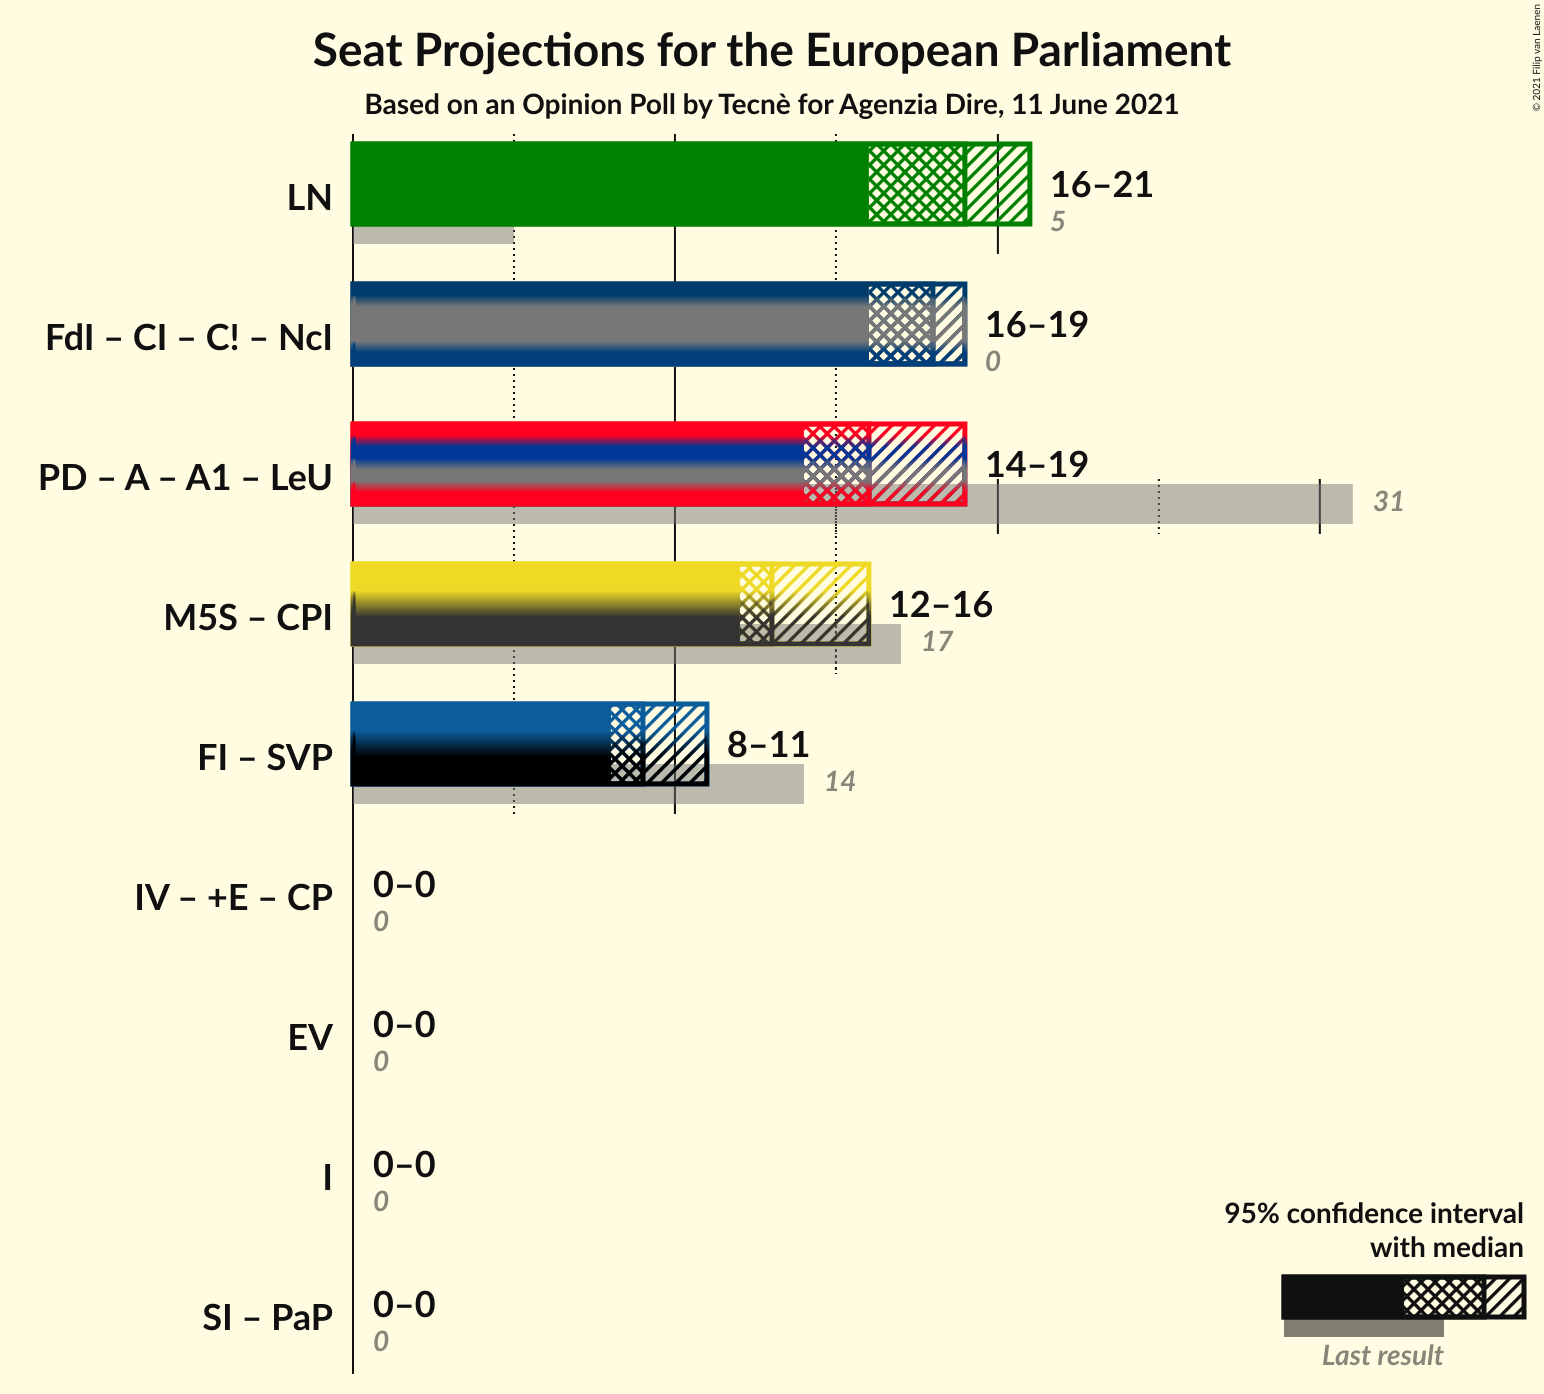 Seat Projections for the European Parliament
Based on an Opinion Poll by Tecnè for Agenzia Dire, 11 June 2021
© 2021 Filip van Laenen
LN
16–21
5
FdI – CI – C! – NcI
16–19
0
PD – A – A1 – LeU
14–19
31
M5S – CPI
12–16
17
FI – SVP
8–11
14
IV – +E – CP
0–0
0
EV
0–0
0
I
0–0
0
SI – PaP
0–0
0
95% confidence interval
with median
Last result